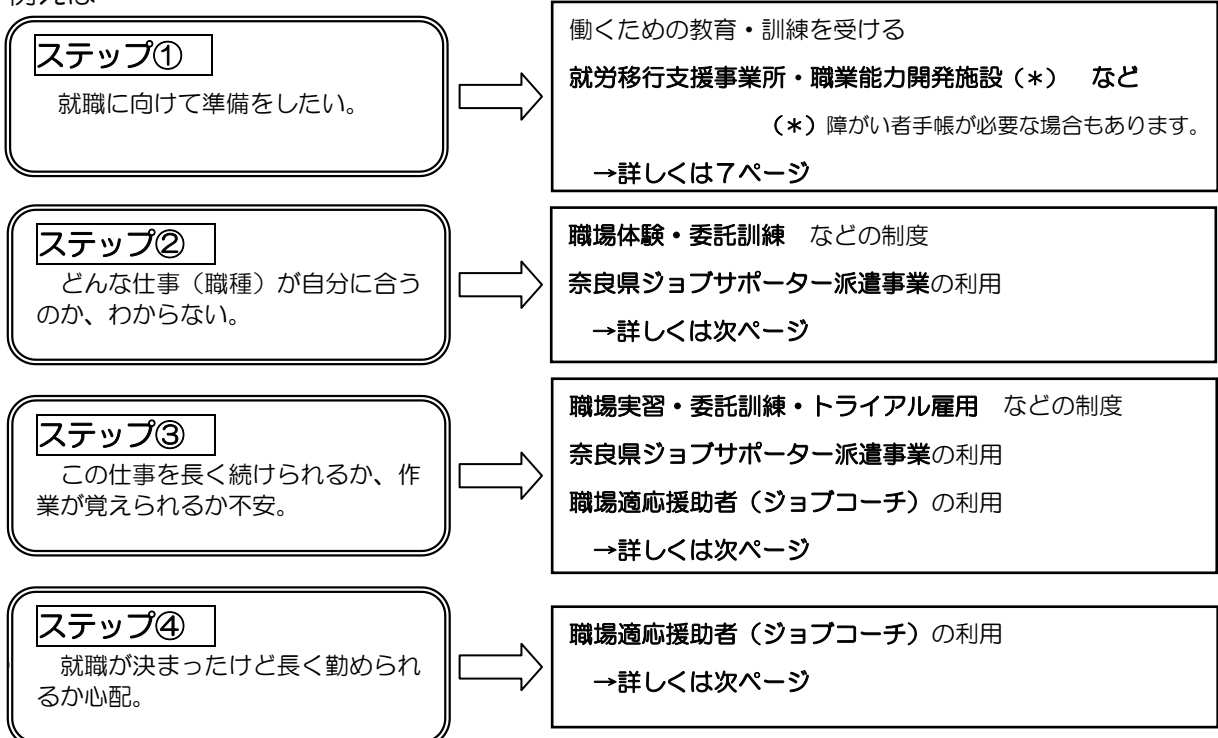 例えば
ステップ①
就職に向けて準備をしたい。
働くための教育・訓練を受ける
就労移行支援事業所・職業能力開発施設(*) など
(*)障がい者手帳が必要な場合もあります。
→詳しくは7ページ
ステップ②
どんな仕事(職種)が自分に合う
のか、わからない。
職場体験・委託訓練 などの制度
奈良県ジョブサポーター派遣事業の利用
→詳しくは次ページ
ステップ③
この仕事を長く続けられるか、作
業が覚えられるか不安。
職場実習・委託訓練・トライアル雇用 などの制度
奈良県ジョブサポーター派遣事業の利用
職場適応援助者(ジョブコーチ)の利用
→詳しくは次ページ
ステップ④
就職が決まったけど長く勤められ
るか心配。
職場適応援助者(ジョブコーチ)の利用
→詳しくは次ページ